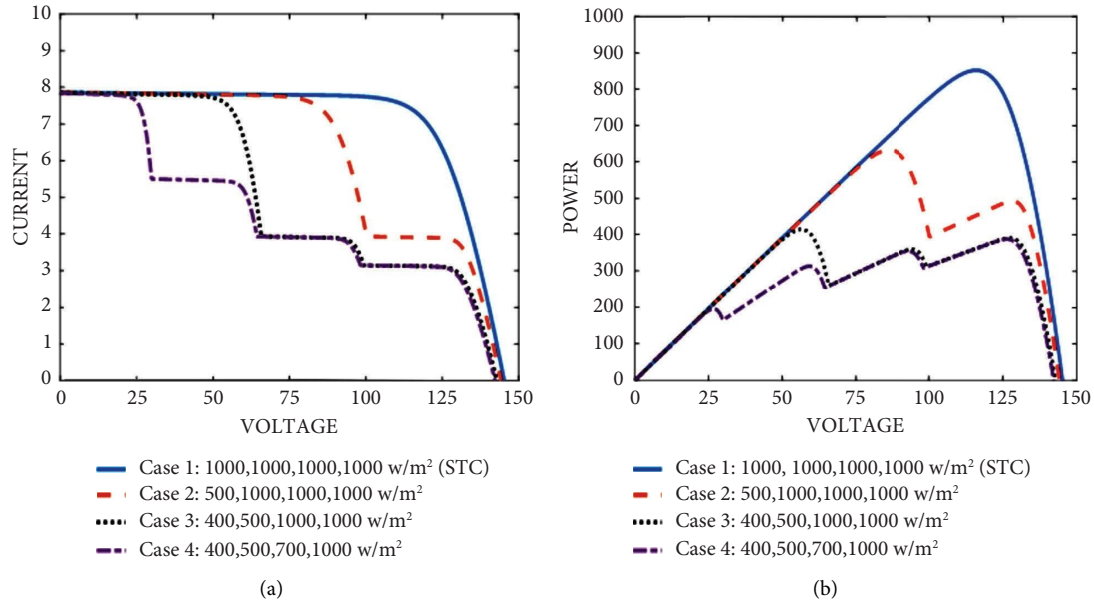 10
9
8
7
6
5
4
3
2
1
0
CURRENT
0 25 50 75 100 125 150
VOLTAGE
Case 1: 1000,1000,1000,1000 w/m² (STC)
Case 2: 500,1000,1000,1000 w/m²
Case 3: 400,500,1000,1000 w/m²
Case 4: 400,500,700,1000 w/m²
(a)
1000
900
800
700
600
500
400
300
200
100
0
POWER
0 25 50 75 100 125 150
VOLTAGE
Case 1: 1000, 1000,1000,1000 w/m² (STC)
Case 2: 500,1000,1000,1000 w/m²
Case 3: 400,500,1000,1000 w/m²
Case 4: 400,500,700,1000 w/m²
(b)